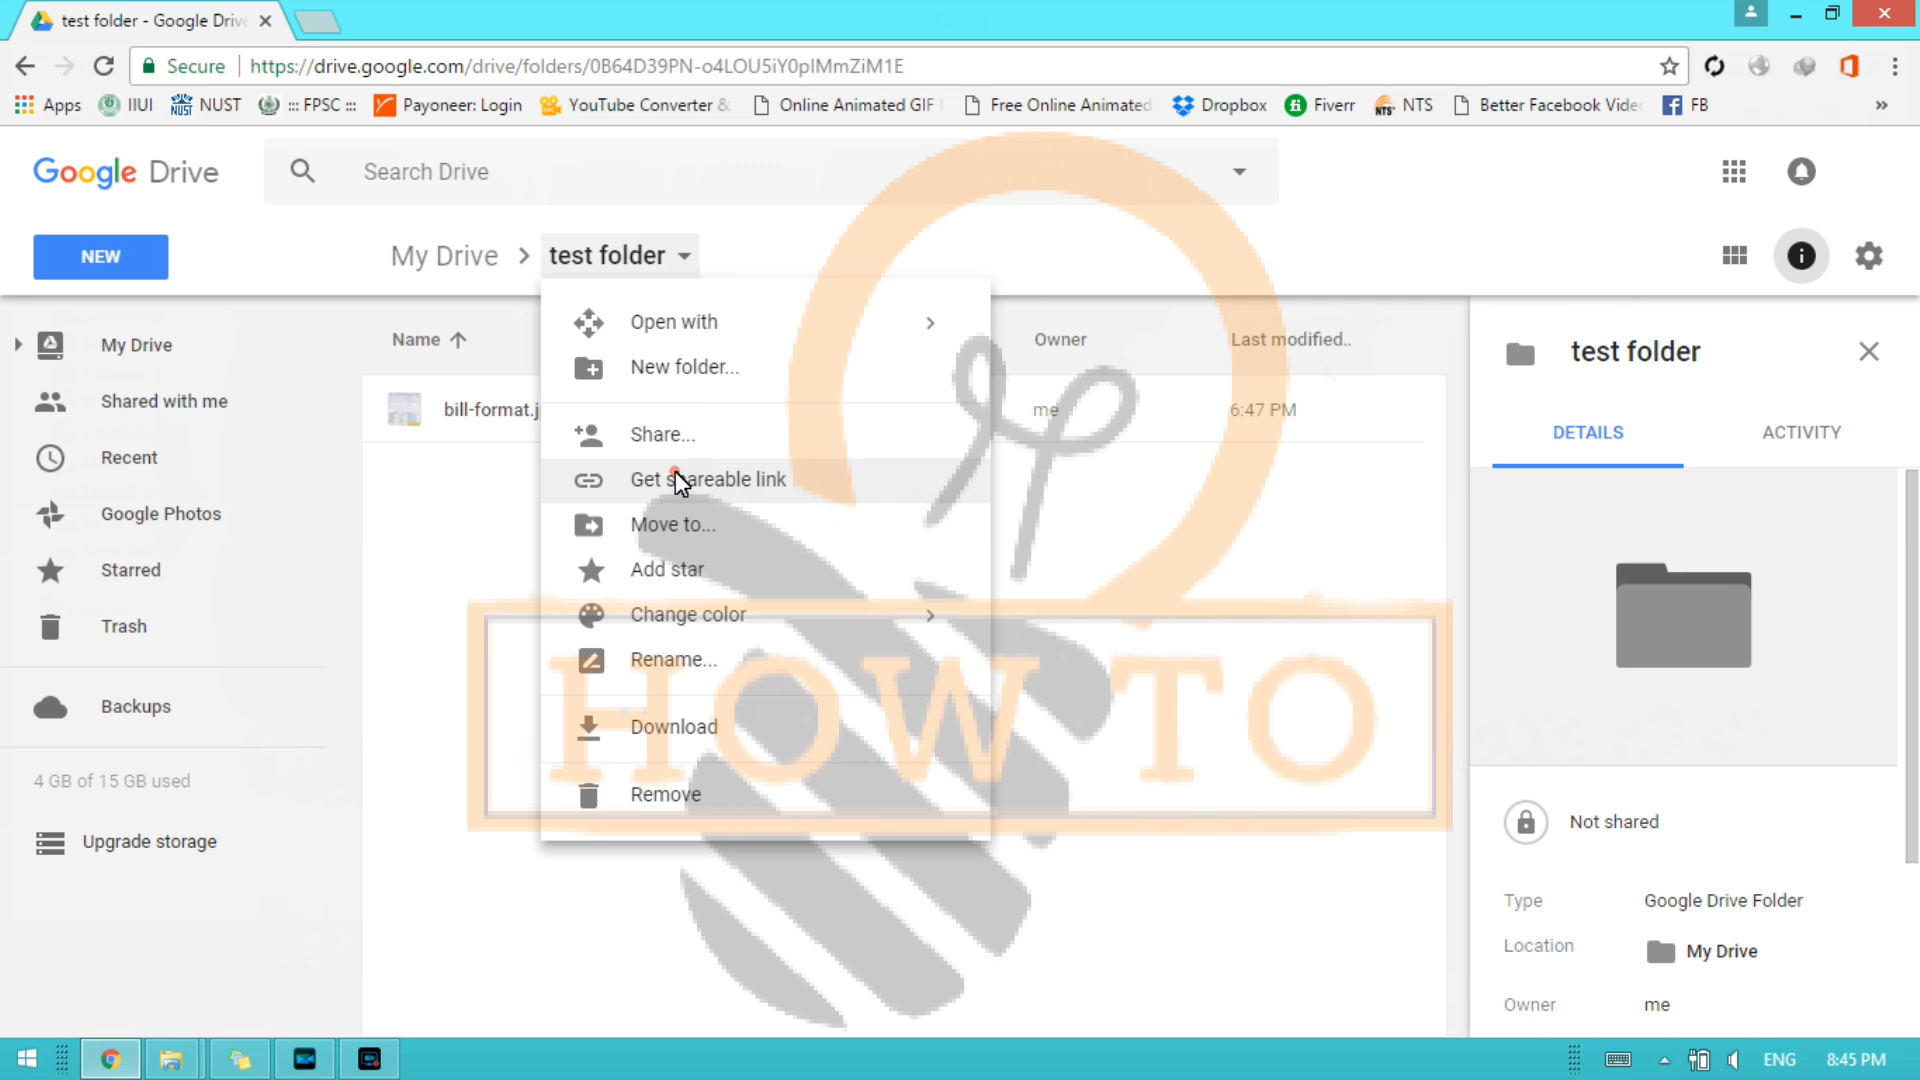 test folder - Google Drive
Secure
https://drive.google.com/drive/folders/0B64D39PN-o4LOU5iY0pIMmZiM1E
Apps
IIUI
NUST
::: FPSC :::
Payoneer: Login
YouTube Converter &
Online Animated GIF
Free Online Animated
Dropbox
Fiverr
NTS
Better Facebook Vide
FB
Google Drive
Search Drive
NEW
My Drive
test folder
My Drive
Shared with me
Recent
Google Photos
Starred
Trash
Backups
4 GB of 15 GB used
Upgrade storage
Name
Owner
Last modified..
bill-format.j
me
6:47 PM
Open with
New folder...
Share...
Get shareable link
Move to...
Add star
Change color
Rename...
Download
Remove
HOW TO
test folder
DETAILS
ACTIVITY
Not shared
Type
Google Drive Folder
Location
My Drive
Owner
me
ENG
8:45 PM